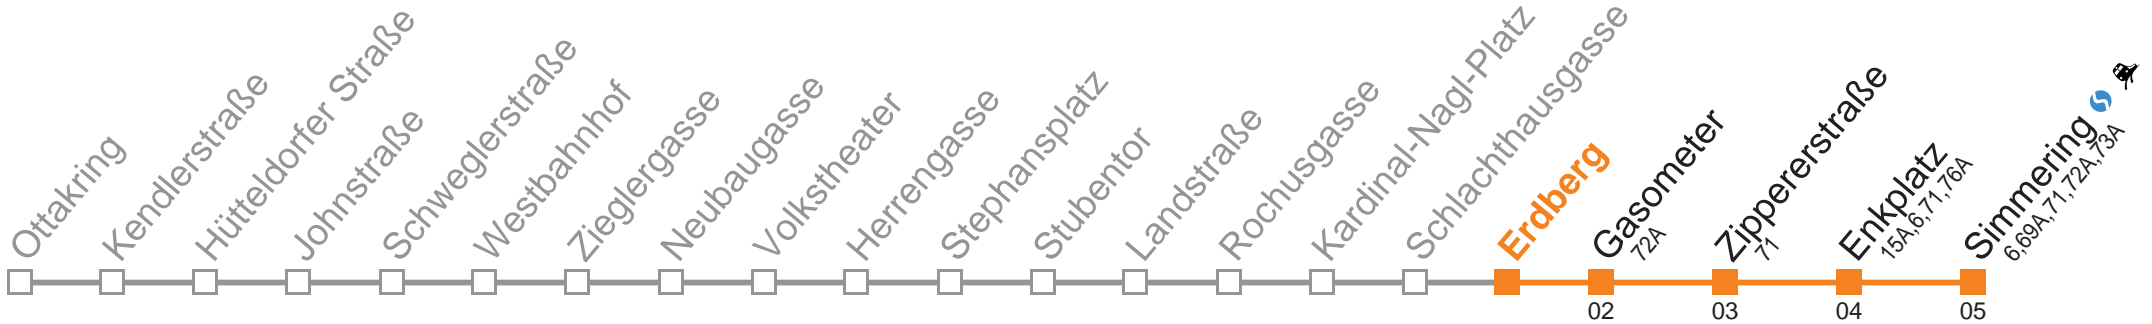 Ottakring
Kendlerstraße
Hütteldorfer Straße
Johnstraße
Schweglerstraße
Westbahnhof
Zieglergasse
Neubaugasse
Volkstheater
Herrengasse
Stephansplatz
Stubentor
Landstraße
Rochusgasse
Kardinal-Nagl-Platz
Schlachthausgasse
Erdberg
Gasometer
72A
Zippererstraße
71
Enkplatz
15A,6,71,76A
Simmering
6,69A,71,72A,73A
02
03
04
05